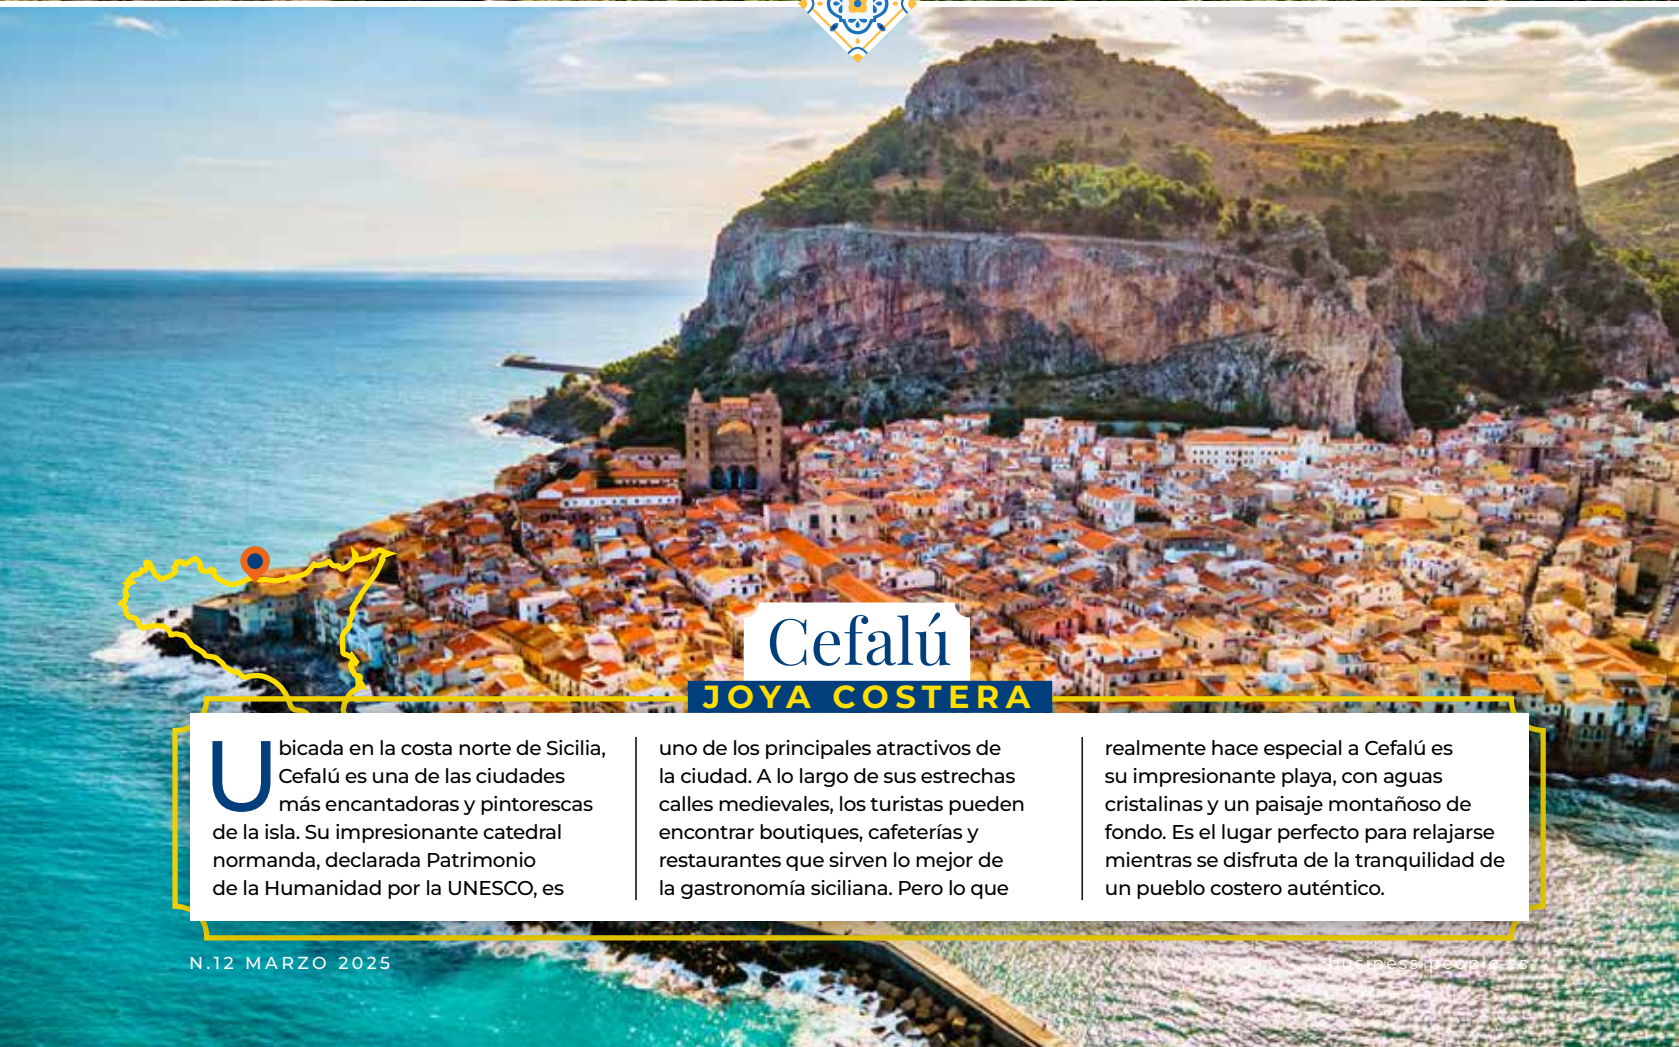 Cefalú
JOYA COSTERA
Ubicada en la costa norte de Sicilia,
Cefalú es una de las ciudades
más encantadoras y pintorescas
de la isla. Su impresionante catedral
normanda, declarada Patrimonio
de la Humanidad por la UNESCO, es
uno de los principales atractivos de
la ciudad. A lo largo de sus estrechas
calles medievales, los turistas pueden
encontrar boutiques, cafeterías y
restaurantes que sirven lo mejor de
la gastronomía siciliana. Pero lo que
realmente hace especial a Cefalú es
su impresionante playa, con aguas
cristalinas y un paisaje montañoso de
fondo. Es el lugar perfecto para relajarse
mientras se disfruta de la tranquilidad de
un pueblo costero auténtico.
N.12 MARZO 2025
business-people.es